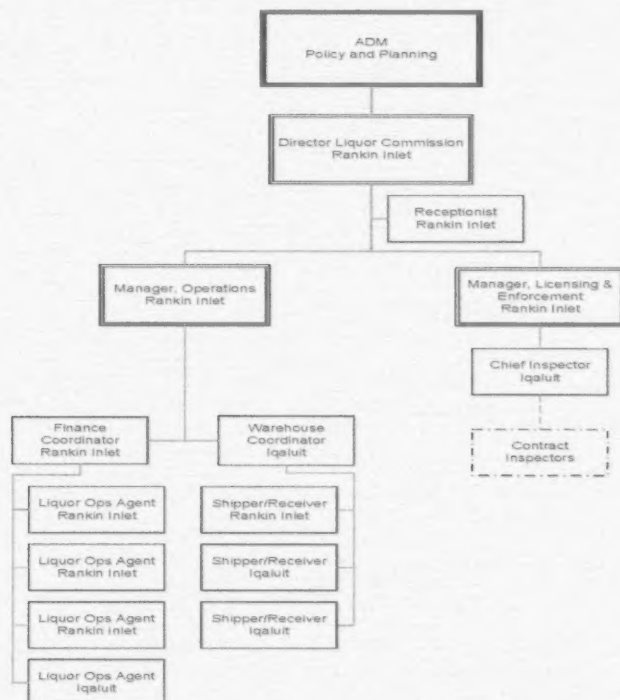 ADM
Policy and Planning
Director Liquor Commission
Rankin Inlet
Receptionist
Rankin Inlet
Manager, Operations
Rankin Inlet
Manager, Licensing &
Enforcement
Rankin Inlet
Chief Inspector
Iqaluit
Finance
Coordinator
Rankin Inlet
Warehouse
Coordinator
Iqaluit
Contract
Inspectors
Liquor Ops Agent
Rankin Inlet
Shipper/Receiver
Rankin Inlet
Liquor Ops Agent
Rankin Inlet
Shipper/Receiver
Iqaluit
Liquor Ops Agent
Rankin Inlet
Shipper/Receiver
Iqaluit
Liquor Ops Agent
Iqaluit